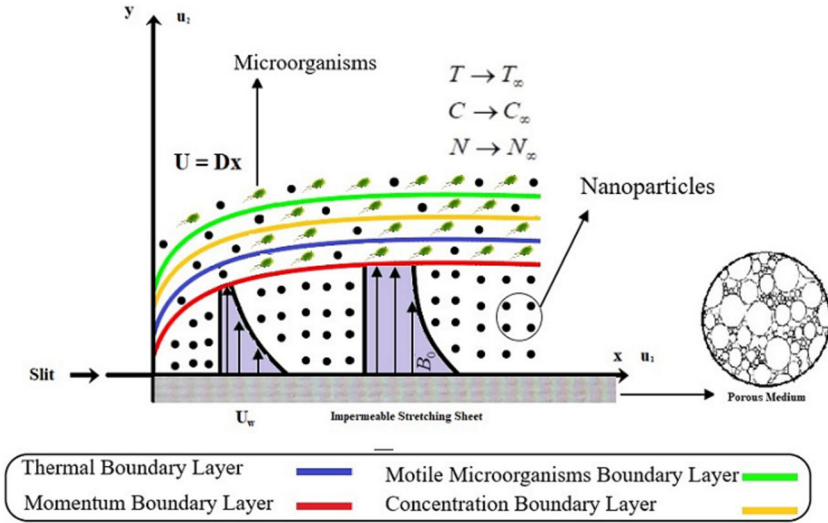 y
u₂
Microorganisms
T → T∞
C → C∞
N → N∞
U = Dx
Nanoparticles
B₀
x u₁
Slit
U_w
Impermeable Stretching Sheet
Porous Medium
Thermal Boundary Layer
Motile Microorganisms Boundary Layer
Momentum Boundary Layer
Concentration Boundary Layer